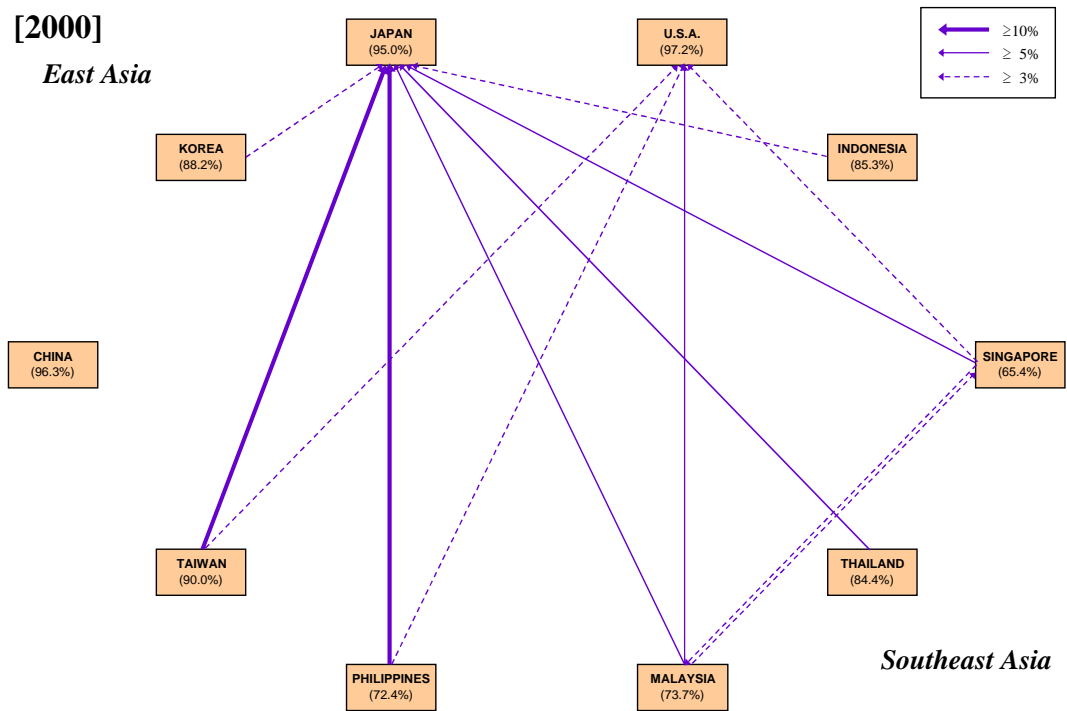 [2000]
East Asia
JAPAN
(95.0%)
U.S.A.
(97.2%)
≥10%
≥ 5%
≥ 3%
KOREA
(88.2%)
INDONESIA
(85.3%)
CHINA
(96.3%)
SINGAPORE
(65.4%)
TAIWAN
(90.0%)
THAILAND
(84.4%)
PHILIPPINES
(72.4%)
MALAYSIA
(73.7%)
Southeast Asia